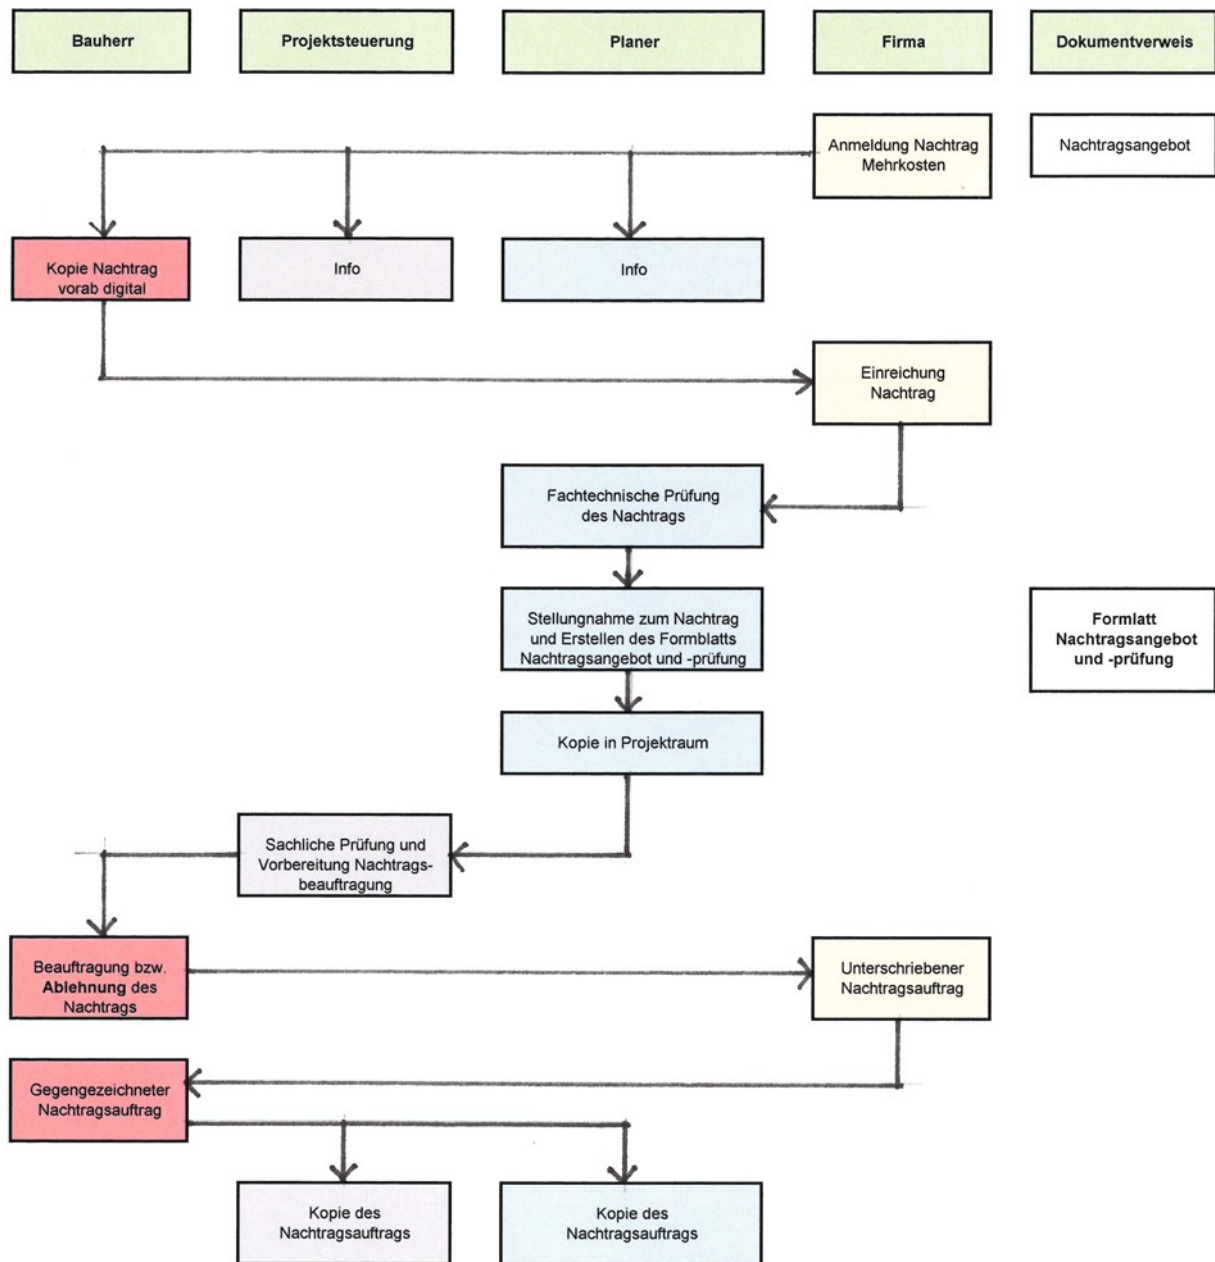 Bauherr
Projektsteuerung
Planer
Firma
Dokumentverweis
Anmeldung Nachtrag
Mehrkosten
Nachtragsangebot
Kopie Nachtrag
vorab digital
Info
Info
Einreichung
Nachtrag
Fachtechnische Prüfung
des Nachtrags
Stellungnahme zum Nachtrag
und Erstellen des Formblatts
Nachtragsangebot und -prüfung
Formlatt
Nachtragsangebot
und -prüfung
Kopie in Projektraum
Sachliche Prüfung und
Vorbereitung Nachtrags-
beauftragung
Beauftragung bzw.
Ablehnung des
Nachtrags
Unterschriebener
Nachtragsauftrag
Gegengezeichneter
Nachtragsauftrag
Kopie des
Nachtragsauftrags
Kopie des
Nachtragsauftrags